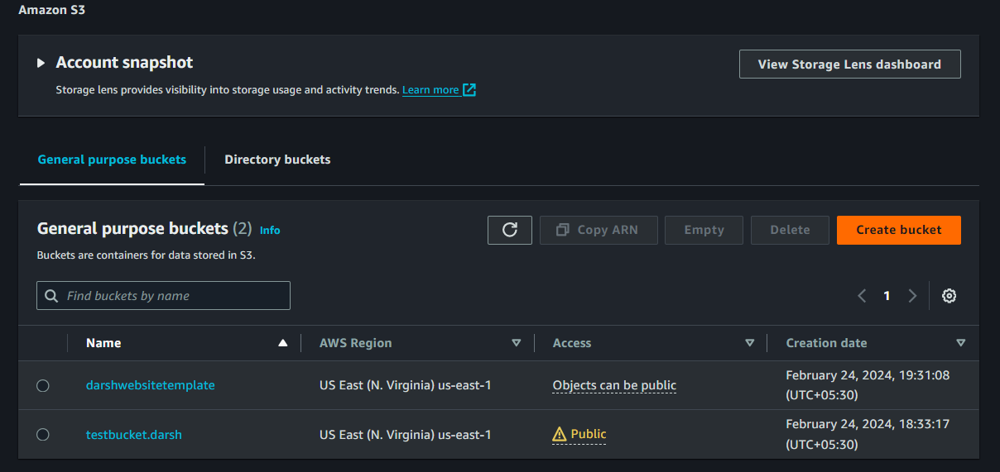 Amazon S3
Account snapshot
View Storage Lens dashboard
Storage lens provides visibility into storage usage and activity trends. Learn more
General purpose buckets
Directory buckets
General purpose buckets (2) Info
Copy ARN
Empty
Delete
Create bucket
Buckets are containers for data stored in S3.
Find buckets by name
1
Name
AWS Region
Access
Creation date
darshwebsitetemplate
US East (N. Virginia) us-east-1
Objects can be public
February 24, 2024, 19:31:08
(UTC+05:30)
testbucket.darsh
US East (N. Virginia) us-east-1
Public
February 24, 2024, 18:33:17
(UTC+05:30)